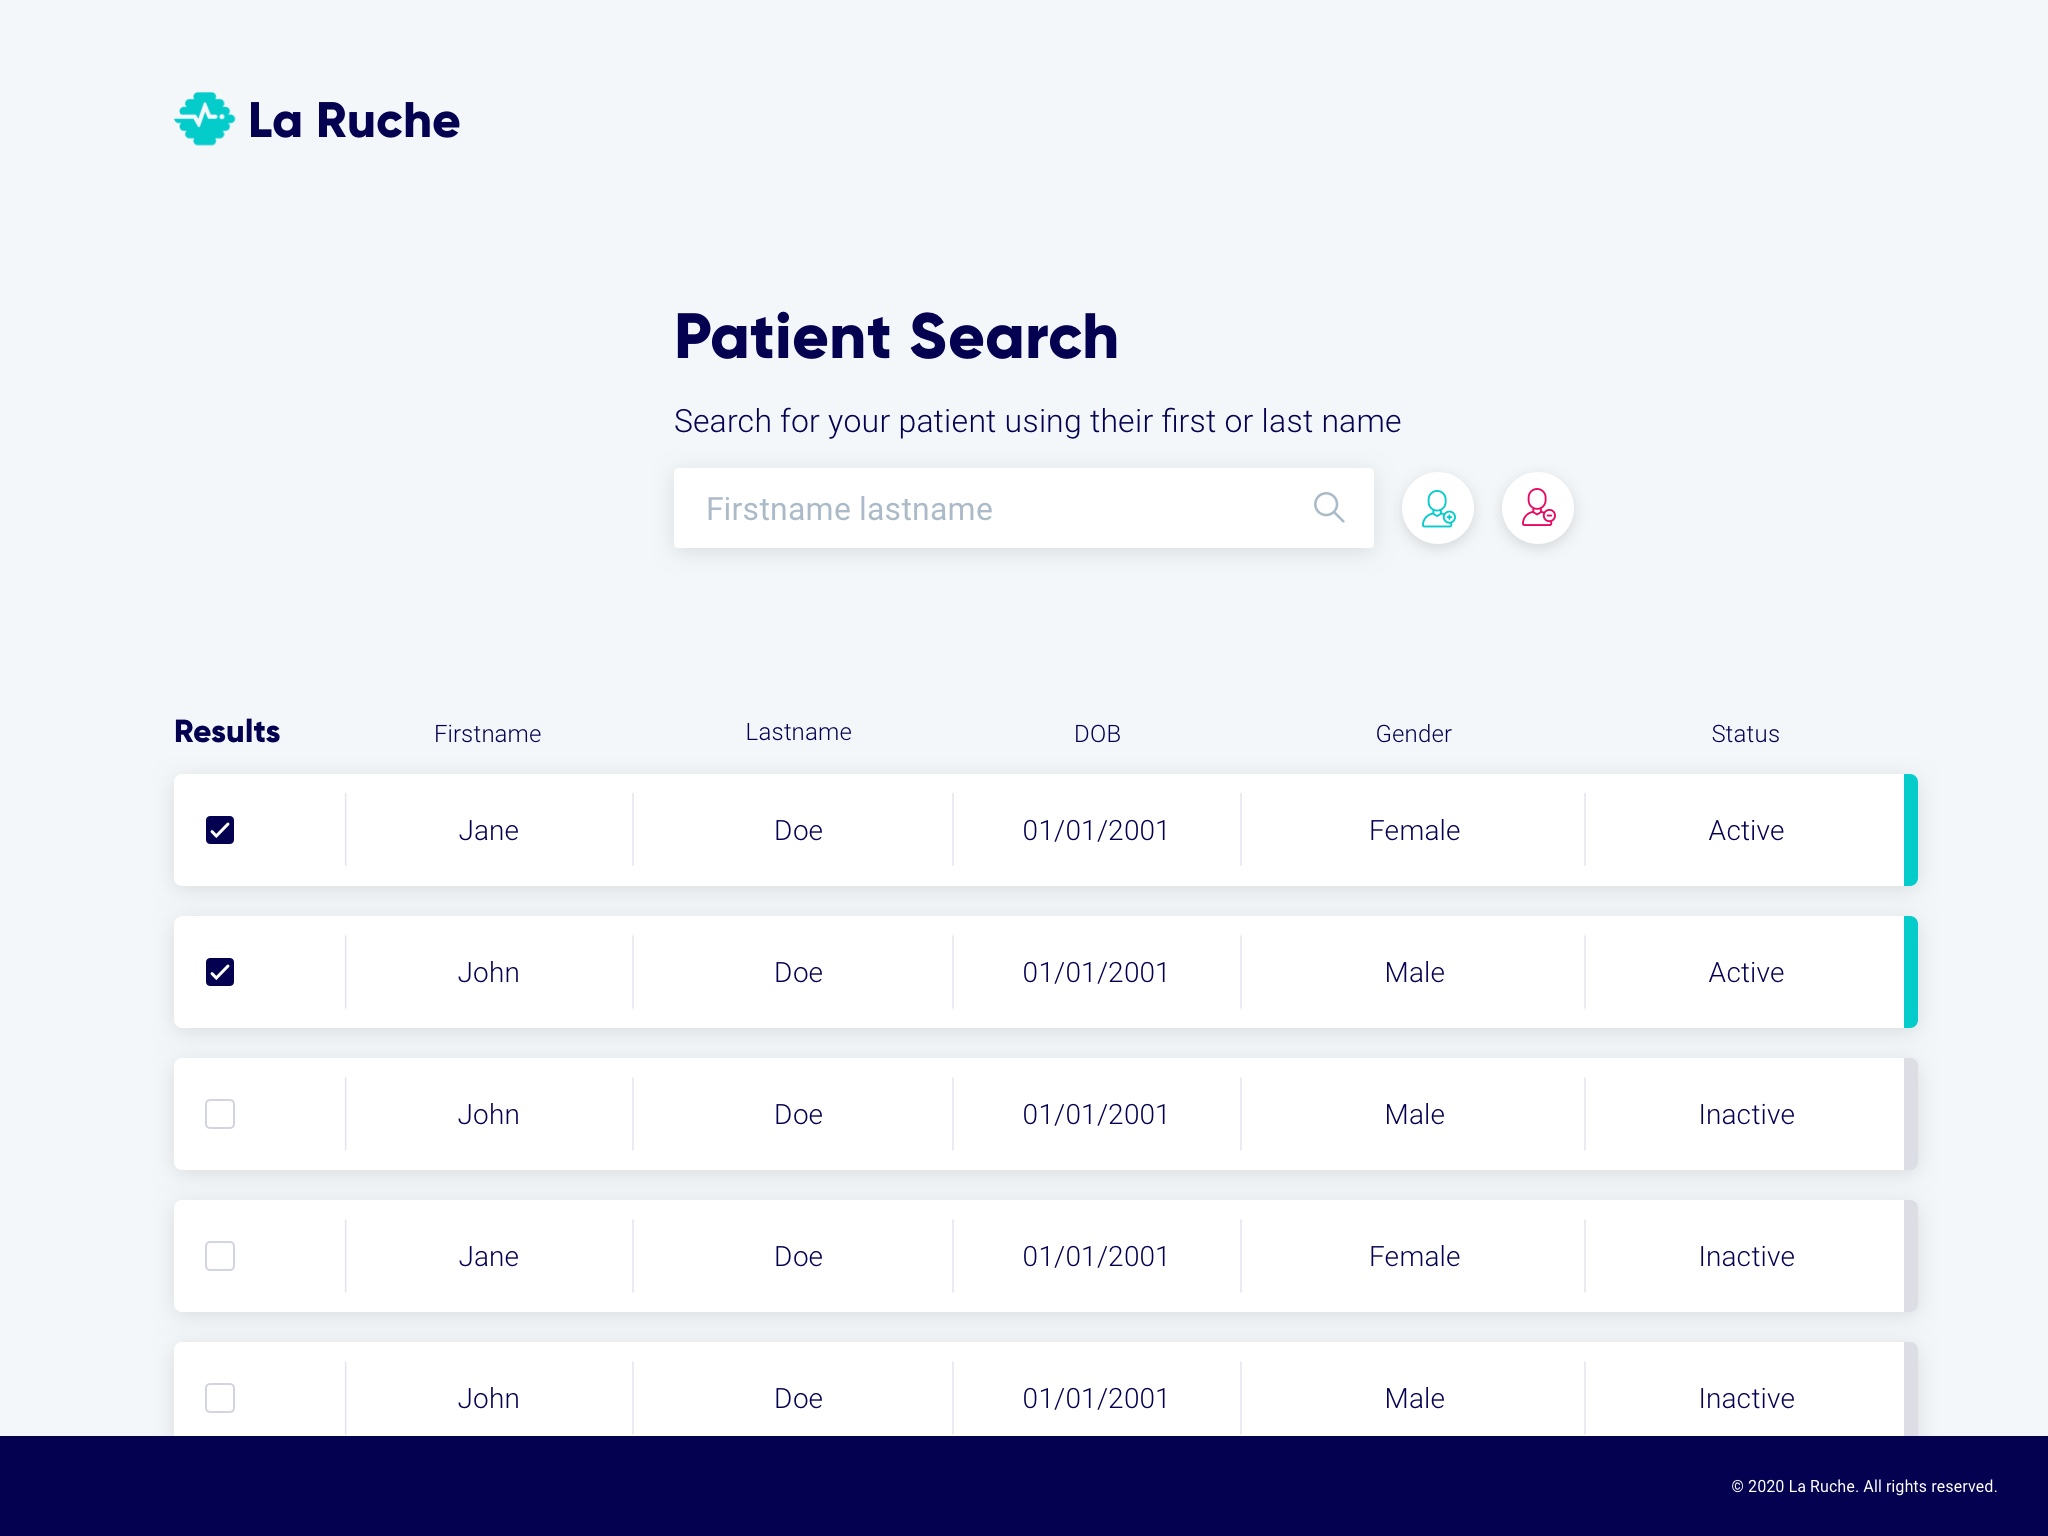 La Ruche
Patient Search
Search for your patient using their first or last name
Firstname lastname
Results Firstname Lastname DOB Gender Status
Jane Doe 01/01/2001 Female Active
John Doe 01/01/2001 Male Active
John Doe 01/01/2001 Male Inactive
Jane Doe 01/01/2001 Female Inactive
John Doe 01/01/2001 Male Inactive
© 2020 La Ruche. All rights reserved.